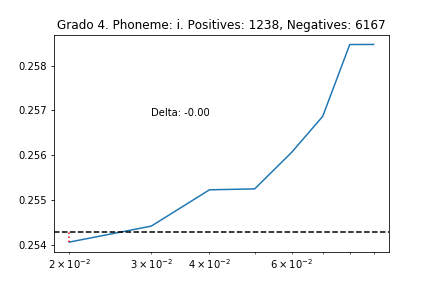 Grado 4. Phoneme: i. Positives: 1238, Negatives: 6167
0.258
0.257
Delta: -0.00
0.256
0.255
0.254
2 × 10⁻² 3 × 10⁻² 4 × 10⁻² 6 × 10⁻²